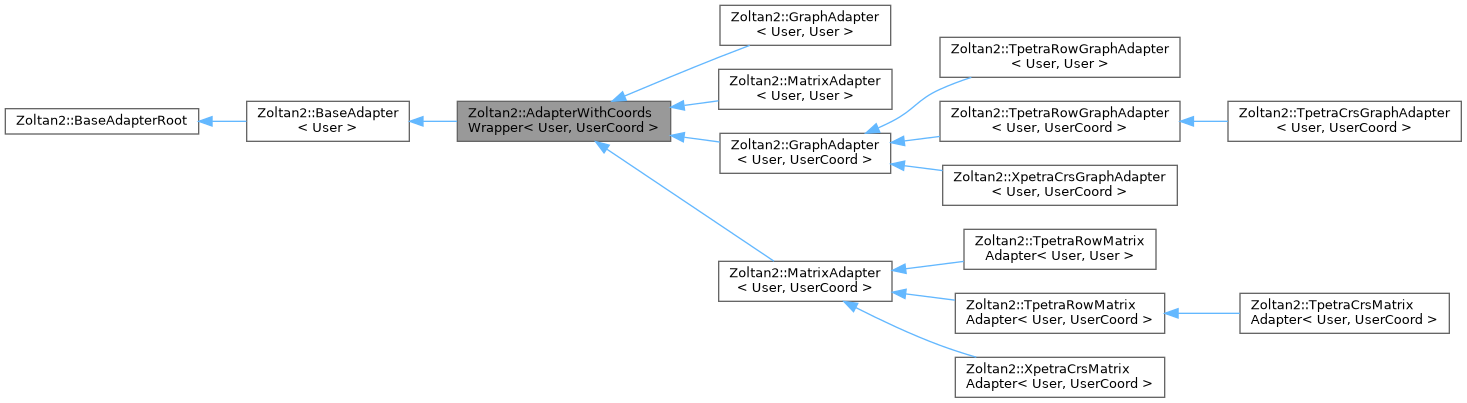 Zoltan2::BaseAdapterRoot
Zoltan2::BaseAdapter
< User >
Zoltan2::AdapterWithCoords
Wrapper< User, UserCoord >
Zoltan2::GraphAdapter
< User, User >
Zoltan2::MatrixAdapter
< User, User >
Zoltan2::GraphAdapter
< User, UserCoord >
Zoltan2::TpetraRowGraphAdapter
< User, User >
Zoltan2::TpetraRowGraphAdapter
< User, UserCoord >
Zoltan2::TpetraCrsGraphAdapter
< User, UserCoord >
Zoltan2::XpetraCrsGraphAdapter
< User, UserCoord >
Zoltan2::MatrixAdapter
< User, UserCoord >
Zoltan2::TpetraRowMatrix
Adapter< User, User >
Zoltan2::TpetraRowMatrix
Adapter< User, UserCoord >
Zoltan2::TpetraCrsMatrix
Adapter< User, UserCoord >
Zoltan2::XpetraCrsMatrix
Adapter< User, UserCoord >